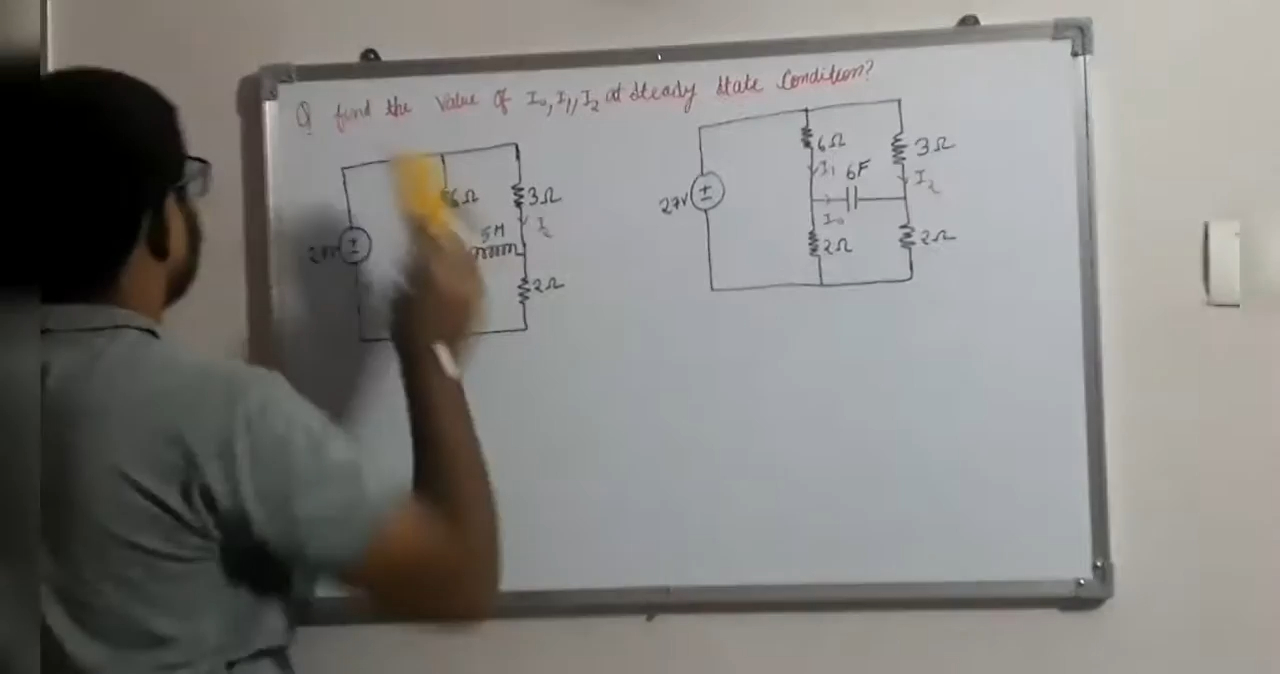 Q find the value of I₀, I₁, I₂ at steady state Condition?
6Ω
3Ω
I₂
5H
2Ω
27V
6Ω
3Ω
I₁
6F
I₂
27V
I₀
2Ω
2Ω